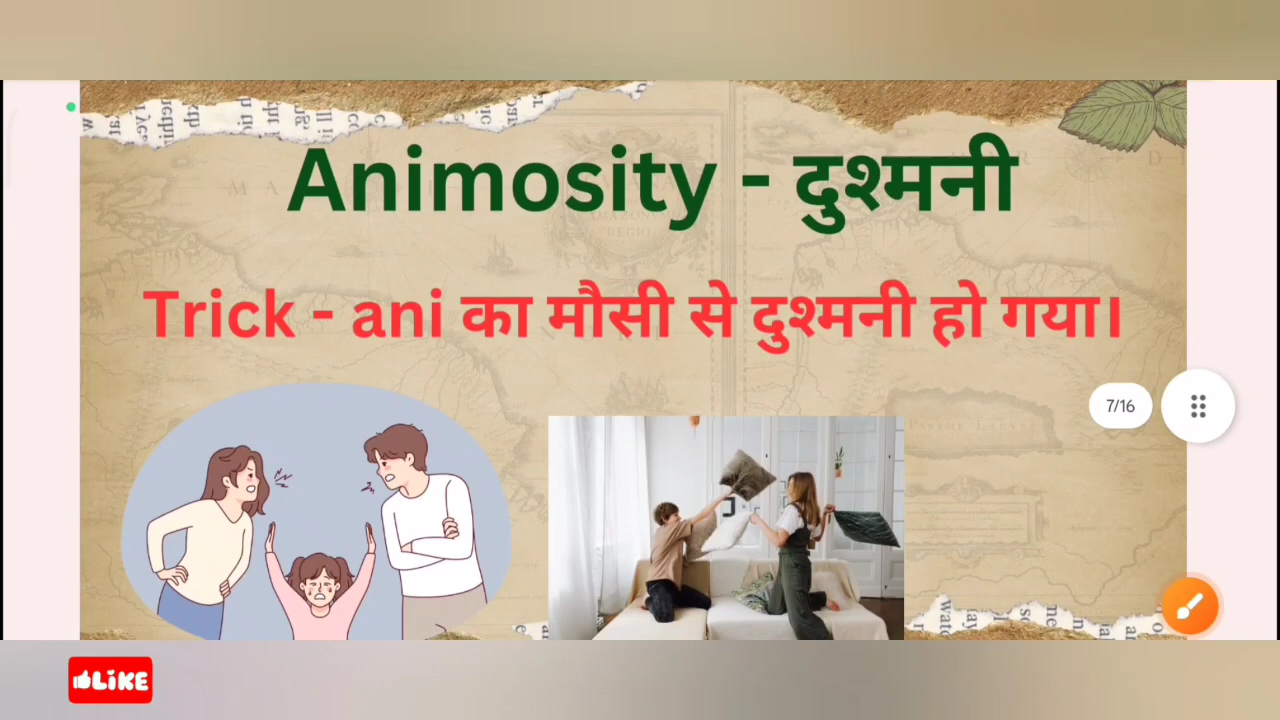 Animosity - दुश्मनी
Trick - ani का मौसी से दुश्मनी हो गया।
7/16
LIKE